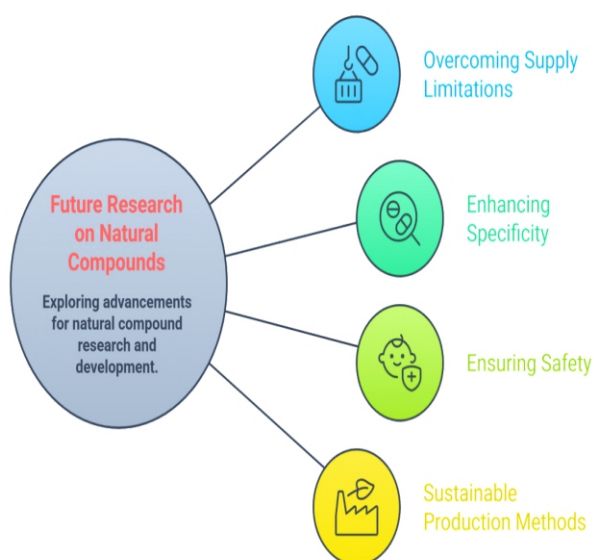 Future Research
on Natural
Compounds
Exploring advancements
for natural compound
research and
development.
Overcoming Supply
Limitations
Enhancing
Specificity
Ensuring Safety
Sustainable
Production Methods